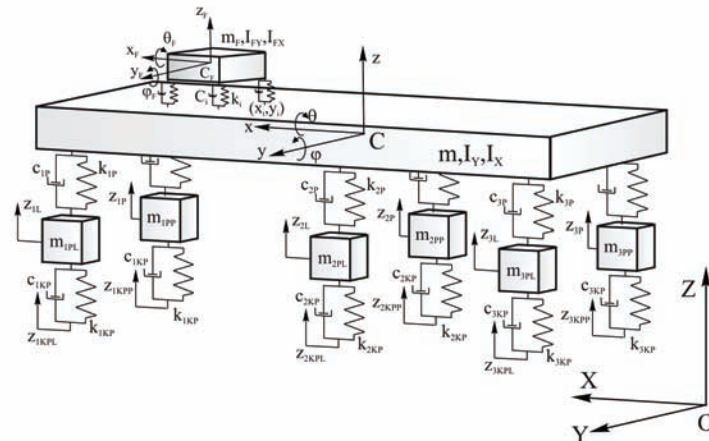 z_F
θ_F
x_F
m_F,I_FY,I_FX
y_F
C_F
φ_F
C_i
k_i
(x_i,y_i)
z
θ
x
y
φ
C
m,I_Y,I_X
c_1P
k_1P
z_1L
z_1P
m_1PL
m_1PP
c_2P
k_2P
z_2L
z_2P
m_2PL
m_2PP
c_3P
k_3P
z_3L
z_3P
m_3PL
m_3PP
c_1KP
z_1KPL
k_1KP
c_1KP
z_1KPP
k_1KP
c_2KP
z_2KPL
k_2KP
c_2KP
z_2KPP
k_2KP
c_3KP
z_3KPL
k_3KP
c_3KP
z_3KPP
k_3KP
Z
X
Y
O